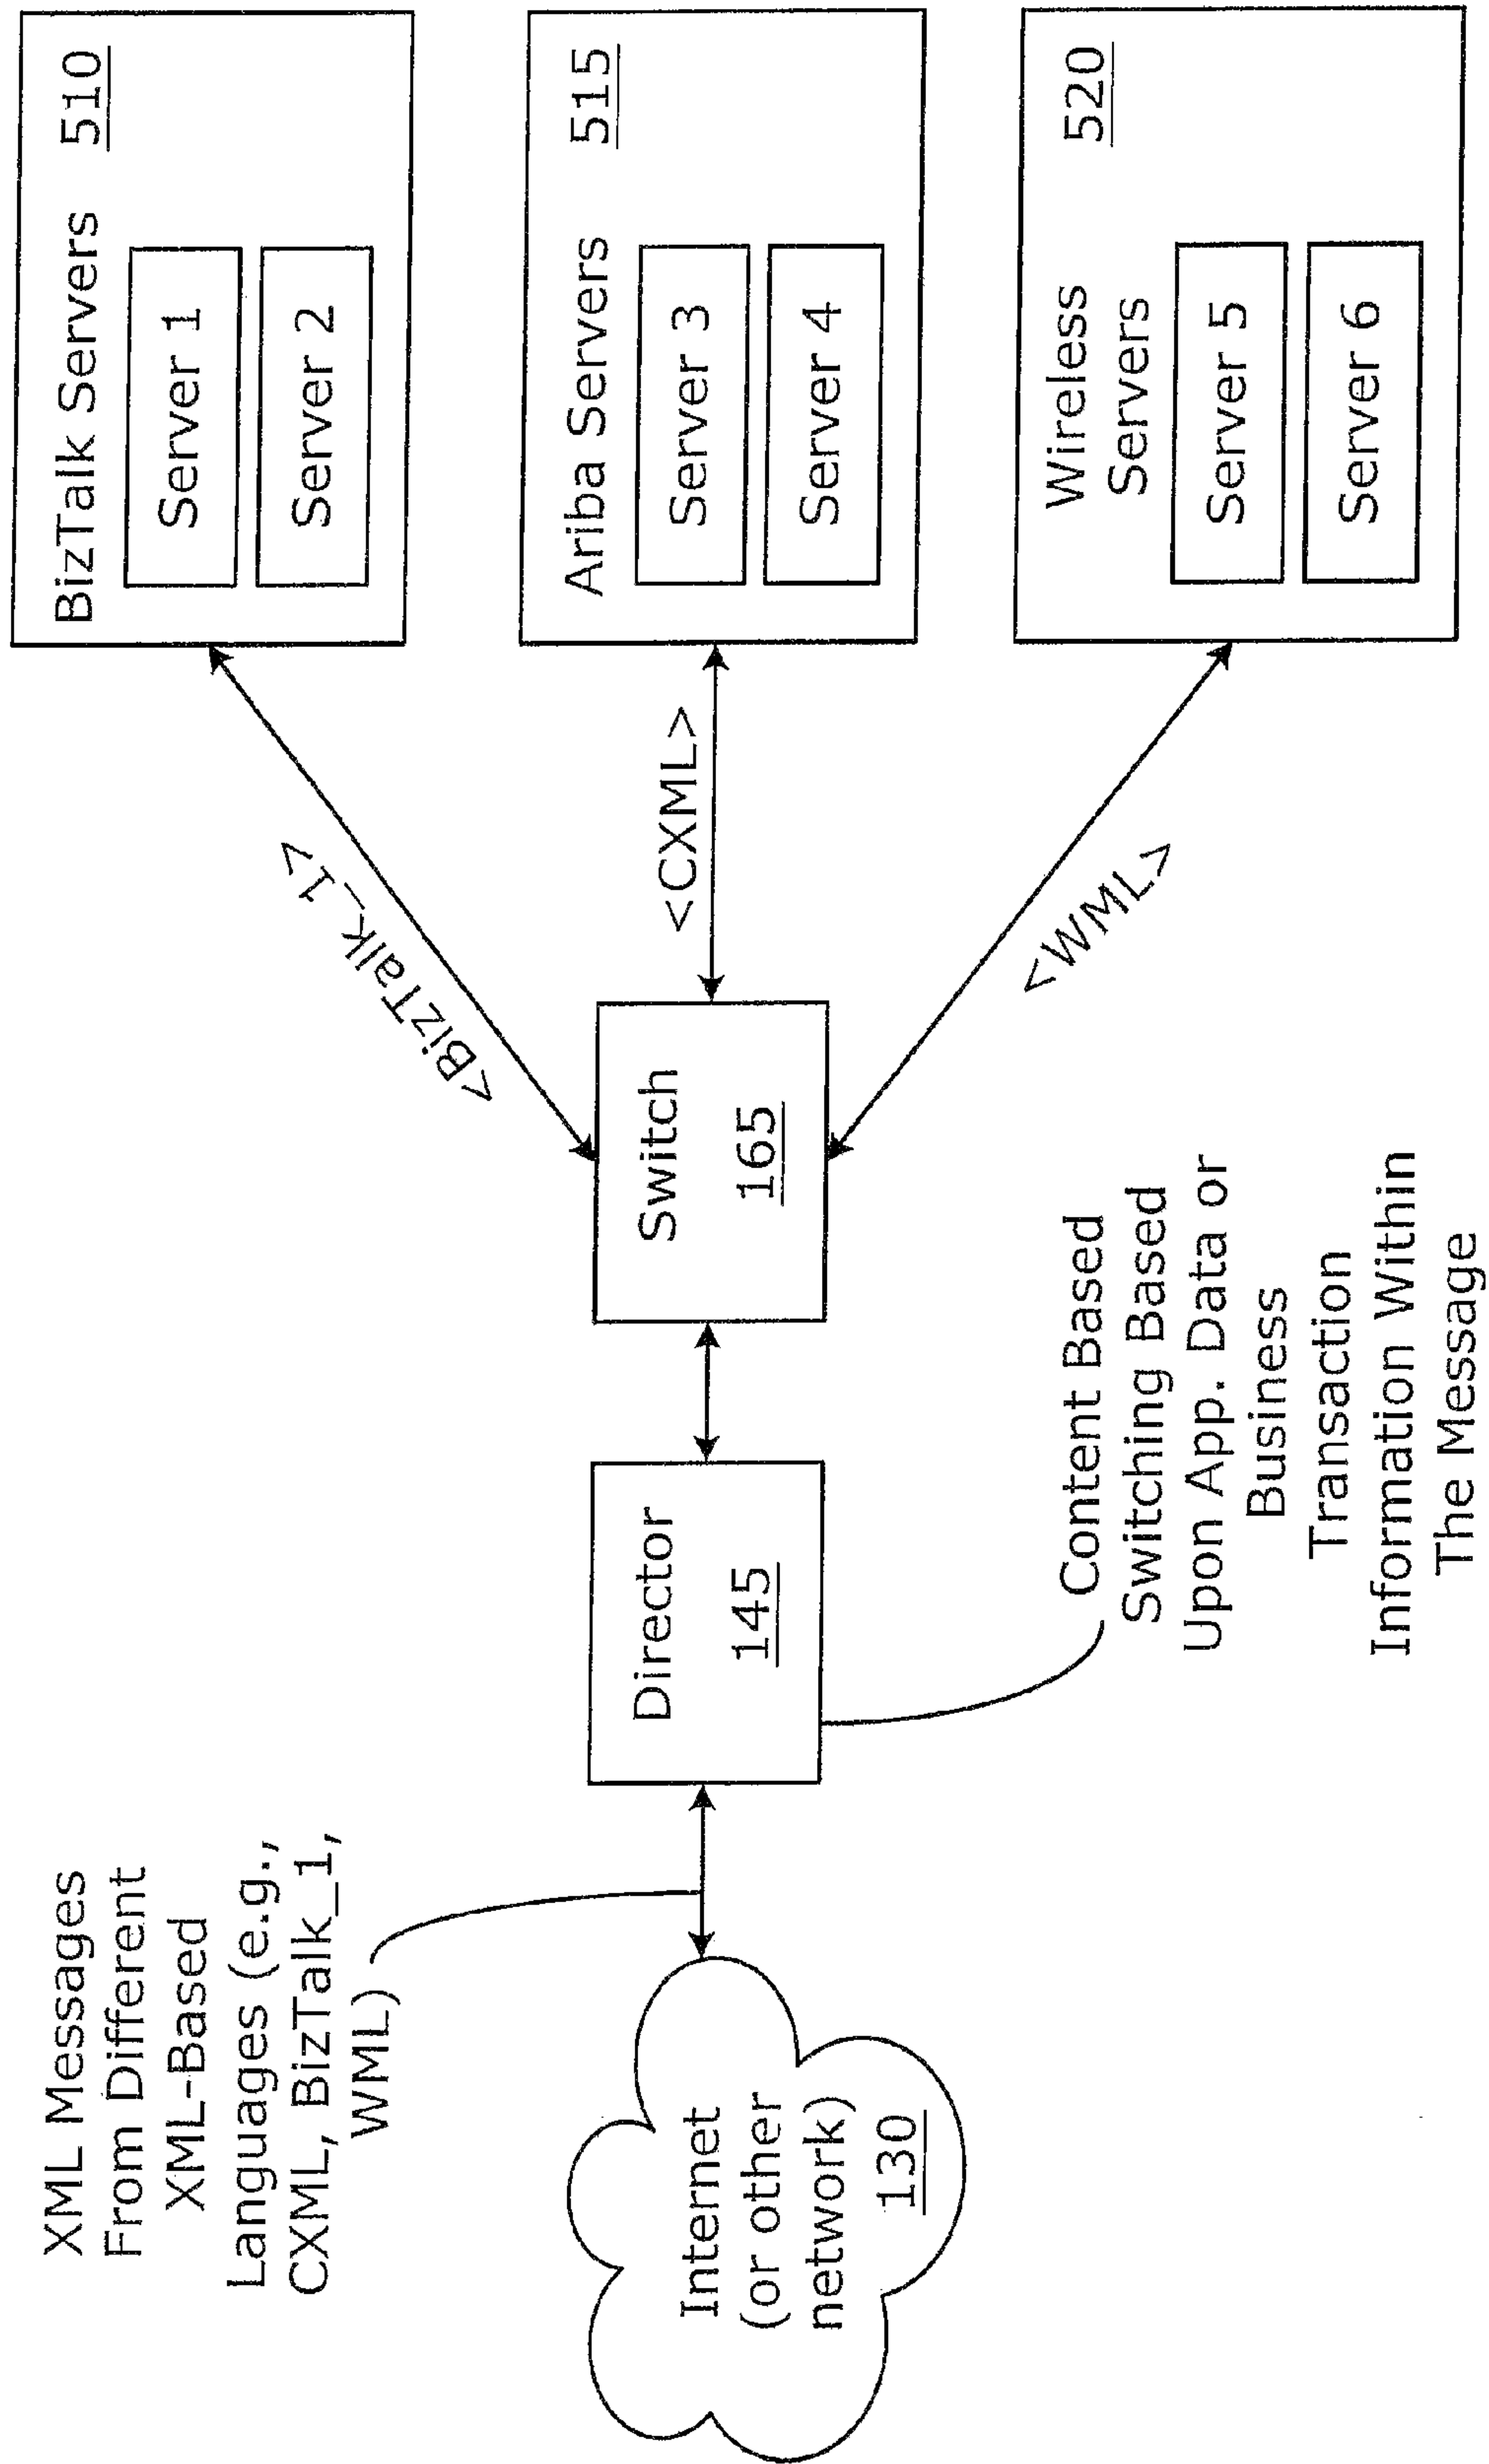 XML Messages
From Different
XML-Based
Languages (e.g.,
CXML, BizTalk_1,
WML)
Internet
(or other
network)
130
Director
145
Content Based
Switching Based
Upon App. Data or
Business
Transaction
Information Within
The Message
Switch
165
<BizTalk_1>
<CXML>
<WML>
BizTalk Servers 510
Server 1
Server 2
Ariba Servers 515
Server 3
Server 4
Wireless
Servers
520
Server 5
Server 6